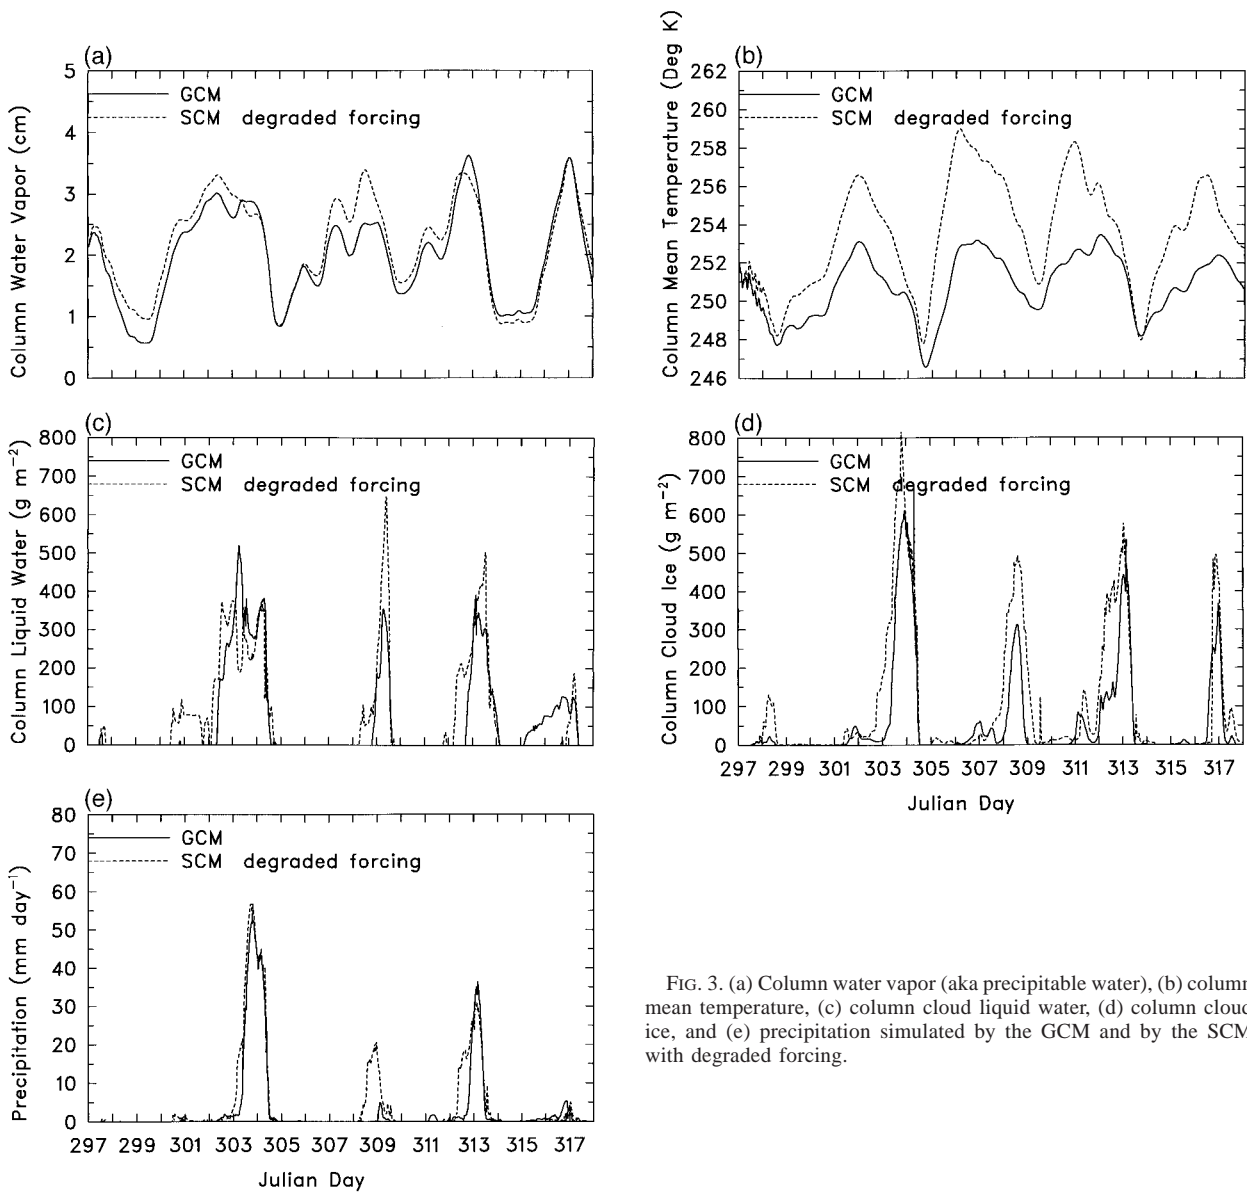 (a)
5
4
3
2
1
0
Column Water Vapor (cm)
GCM
SCM degraded forcing
(b)
262
260
258
256
254
252
250
248
246
Column Mean Temperature (Deg K)
GCM
SCM degraded forcing
(c)
800
700
600
500
400
300
200
100
0
Column Liquid Water (g m⁻²)
GCM
SCM degraded forcing
(d)
800
700
600
500
400
300
200
100
0
Column Cloud Ice (g m⁻²)
GCM
SCM degraded forcing
297 299 301 303 305 307 309 311 313 315 317
Julian Day
(e)
80
70
60
50
40
30
20
10
0
Precipitation (mm day⁻¹)
GCM
SCM degraded forcing
297 299 301 303 305 307 309 311 313 315 317
Julian Day
FIG. 3. (a) Column water vapor (aka precipitable water), (b) column
mean temperature, (c) column cloud liquid water, (d) column cloud
ice, and (e) precipitation simulated by the GCM and by the SCM
with degraded forcing.